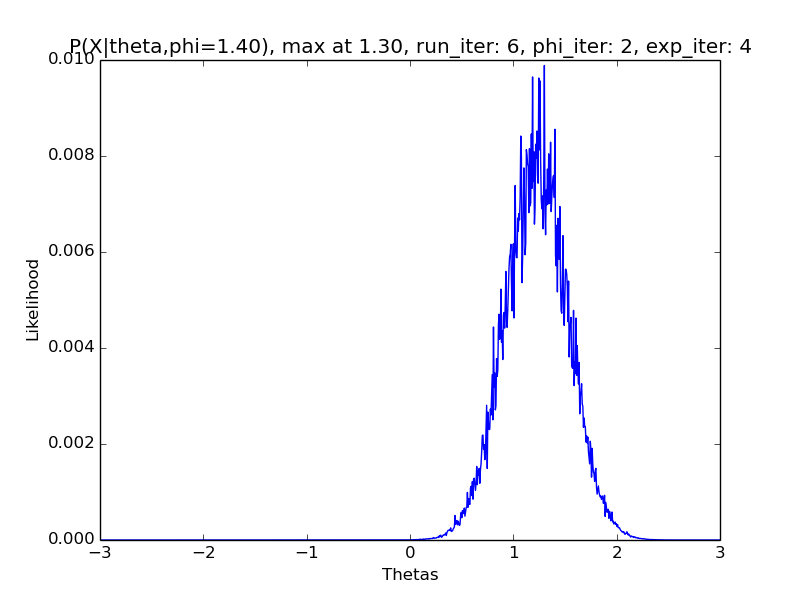 P(X|theta,phi=1.40), max at 1.30, run_iter: 6, phi_iter: 2, exp_iter: 4
0.010
0.008
0.006
0.004
0.002
0.000
Likelihood
−3 −2 −1 0 1 2 3
Thetas